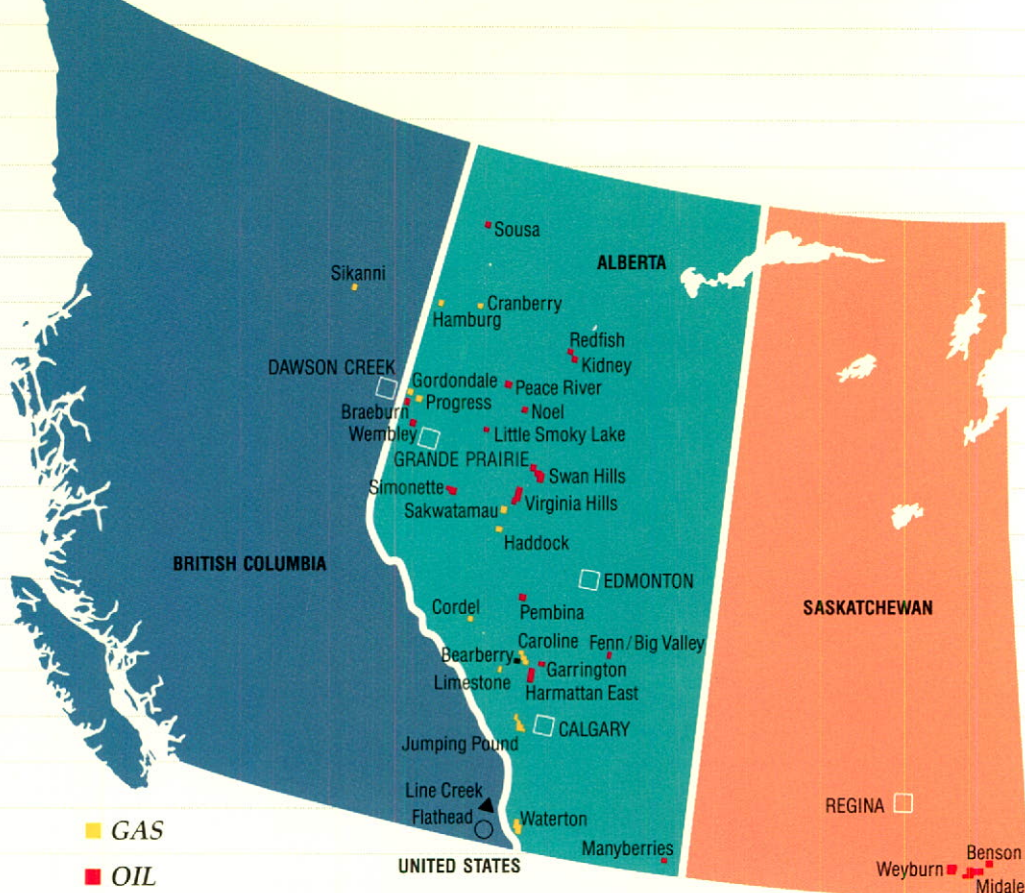 Sousa
ALBERTA
Sikanni
Cranberry
Hamburg
Redfish
Kidney
DAWSON CREEK
Gordondale
Peace River
Progress
Braeburn
Noel
Wembley
Little Smoky Lake
GRANDE PRAIRIE
Swan Hills
Simonette
Virginia Hills
Sakwatamau
Haddock
BRITISH COLUMBIA
EDMONTON
SASKATCHEWAN
Cordel
Pembina
Caroline
Fenn/Big Valley
Bearberry
Garrington
Limestone
Harmattan East
CALGARY
Jumping Pound
Line Creek
REGINA
Flathead
Waterton
GAS
Manyberries
Benson
UNITED STATES
Weyburn
OIL
Midale